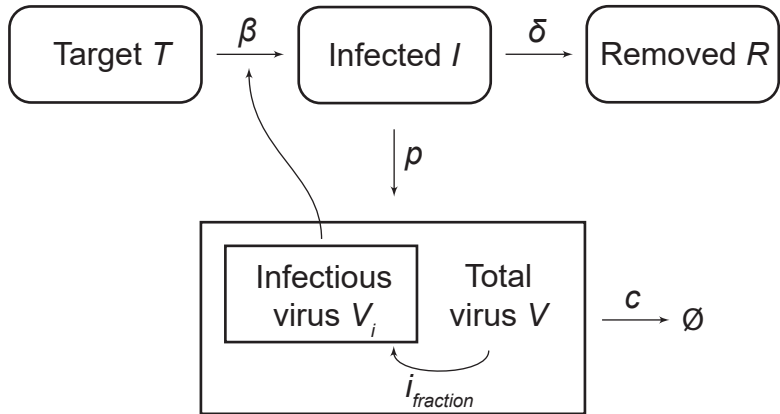 Target T
β
Infected I
δ
Removed R
p
Infectious
virus V_i
Total
virus V
c
Ø
i_fraction